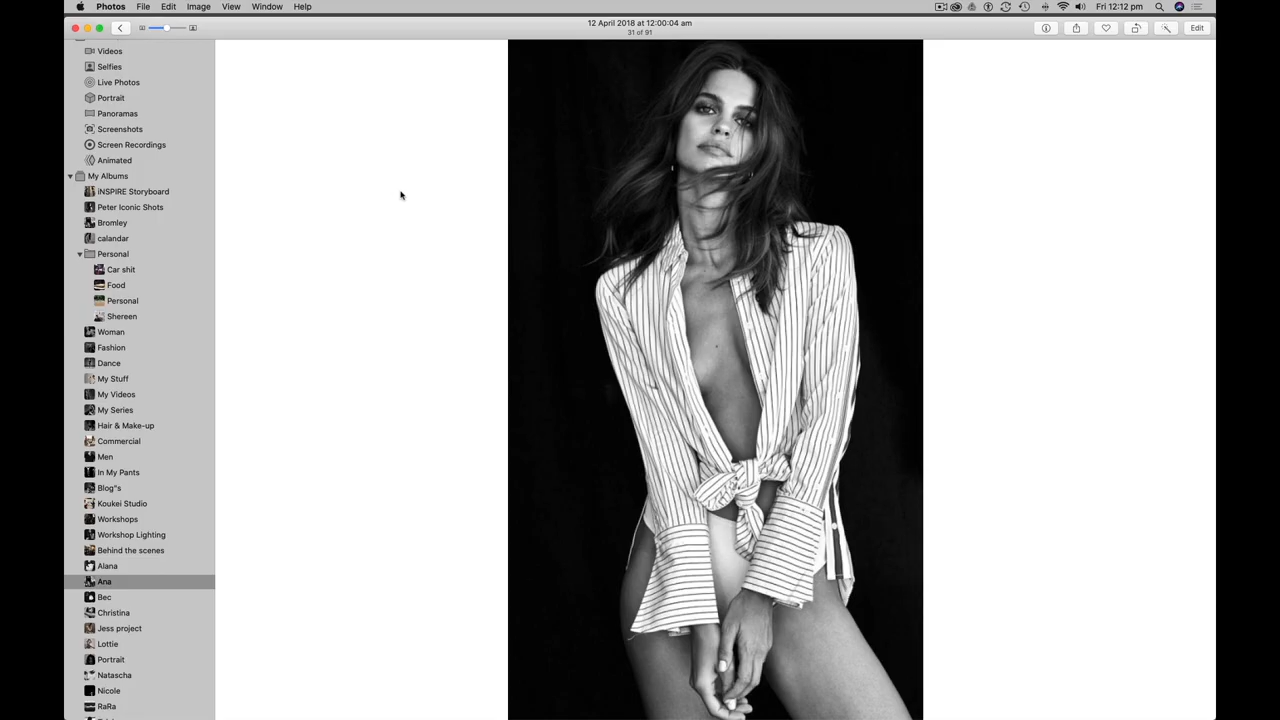 Photos File Edit Image View Window Help Fri 12:12 pm
12 April 2018 at 12:00:04 am
31 of 91
Edit
Videos
Selfies
Live Photos
Portrait
Panoramas
Screenshots
Screen Recordings
Animated
My Albums
iNSPIRE Storyboard
Peter Iconic Shots
Bromley
calandar
Personal
Car shit
Food
Personal
Shereen
Woman
Fashion
Dance
My Stuff
My Videos
My Series
Hair & Make-up
Commercial
Men
In My Pants
Blog"s
Koukei Studio
Workshops
Workshop Lighting
Behind the scenes
Alana
Ana
Bec
Christina
Jess project
Lottie
Portrait
Natascha
Nicole
RaRa